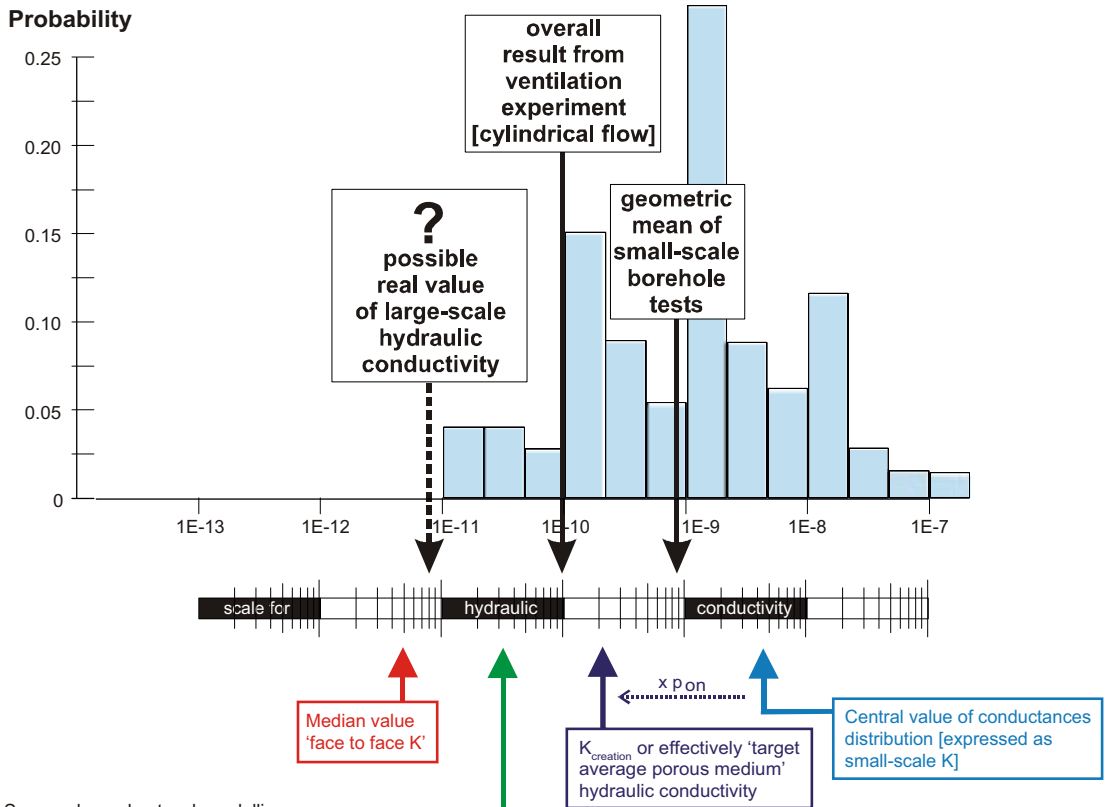 Probability
0.25
0.20
0.15
0.10
0.05
0
overall
result from
ventilation
experiment
[cylindrical flow]
?
possible
real value
of large-scale
hydraulic
conductivity
geometric
mean of
small-scale
borehole
tests
1E-13
1E-12
1E-11
1E-10
1E-9
1E-8
1E-7
scale for
hydraulic
conductivity
x pon
Median value
'face to face K'
Kcreation or effectively 'target
average porous medium'
hydraulic conductivity
Central value of conductances
distribution [expressed as
small-scale K]